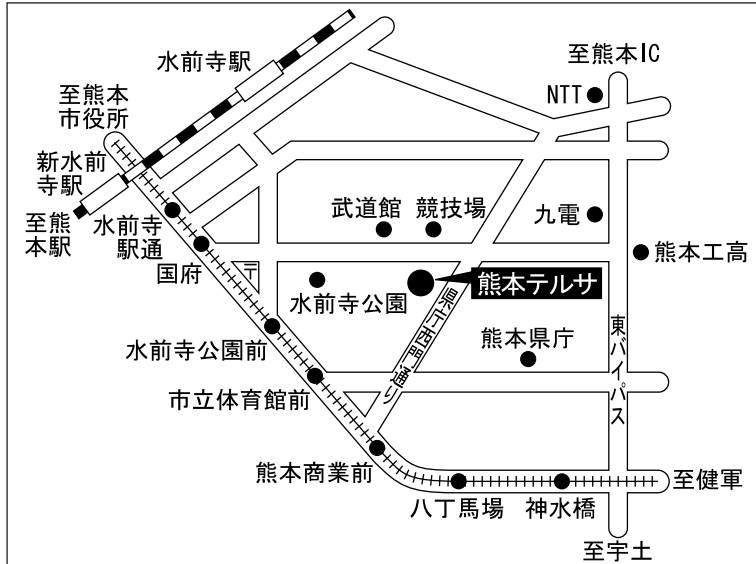 水前寺駅
至熊本IC
至熊本
市役所
NTT
新水前
寺駅
至熊
本駅
水前寺
駅通
武道館
競技場
九電
国府
〒
水前寺公園
熊本テルサ
熊本工高
県庁西門通り
東バイパス
水前寺公園前
熊本県庁
市立体育館前
熊本商業前
八丁馬場
神水橋
至健軍
至宇土